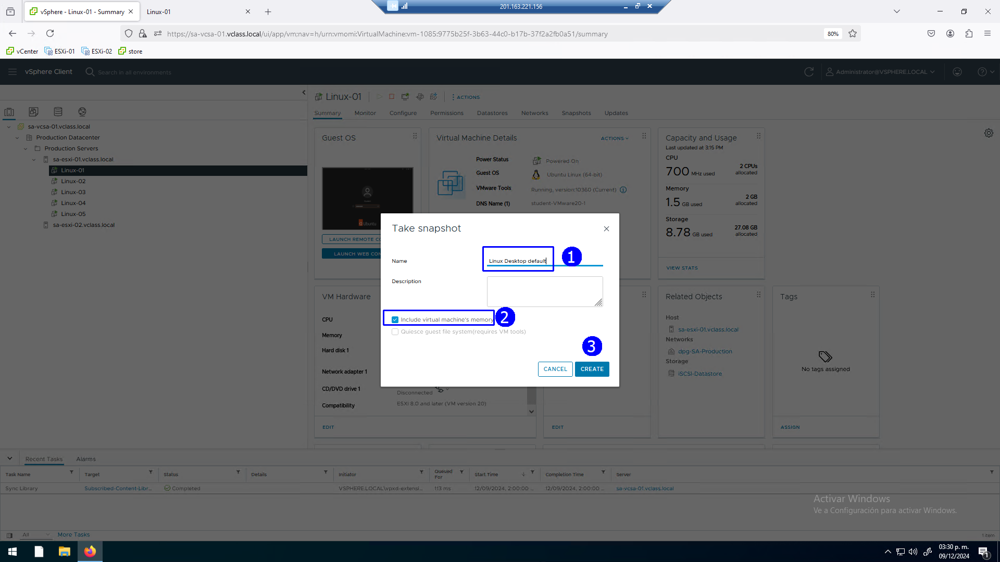 vSphere - Linux-01 - Summary
Linux-01
201.163.221.156
https://sa-vcsa-01.vclass.local/ui/app/vm;nav=h/urn:vmomi:VirtualMachine:vm-1085:9775b25f-3b63-44c0-b17b-37f2a2fb0a51/summary
80%
vCenter
ESXi-01
ESXi-02
store
vSphere Client
Search in all environments
Administrator@VSPHERE.LOCAL
Linux-01
ACTIONS
Summary
Monitor
Configure
Permissions
Datastores
Networks
Snapshots
Updates
sa-vcsa-01.vclass.local
Production Datacenter
Production Servers
sa-esxi-01.vclass.local
Linux-01
Linux-02
Linux-03
Linux-04
Linux-05
sa-esxi-02.vclass.local
Guest OS
Ubuntu
LAUNCH REMOTE CO
LAUNCH WEB CON
Virtual Machine Details
ACTIONS
Power Status
Powered On
Guest OS
Ubuntu Linux (64-bit)
VMware Tools
Running, version:10360 (Current)
DNS Name (1)
student-VMware20-1
Capacity and Usage
Last updated at 3:15 PM
CPU
700 MHz used
2 CPUs
allocated
Memory
1.5 GB used
2 GB
allocated
Storage
8.78 GB used
27.08 GB
allocated
VIEW STATS
Take snapshot
Name
Linux Desktop default
1
Description
Include virtual machine's memory
2
Quiesce guest file system(requires VM tools)
3
CANCEL
CREATE
VM Hardware
CPU
Memory
Hard disk 1
Network adapter 1
CD/DVD drive 1
Disconnected
Compatibility
ESXi 8.0 and later (VM version 20)
EDIT
EDIT
Related Objects
Host
sa-esxi-01.vclass.local
Networks
dpg-SA-Production
Storage
iSCSI-Datastore
Tags
No tags assigned
ASSIGN
Recent Tasks
Alarms
Task Name
Target
Status
Details
Initiator
Queued
For
Start Time
Completion Time
Server
Sync Library
Subscribed-Content-Libr...
Completed
VSPHERE.LOCAL\vpxd-extensi...
113 ms
12/09/2024, 2:00:00 ...
12/09/2024, 2:00:00 ...
sa-vcsa-01.vclass.local
Activar Windows
Ve a Configuración para activar Windows.
All
More Tasks
1 item
03:30 p. m.
09/12/2024
1